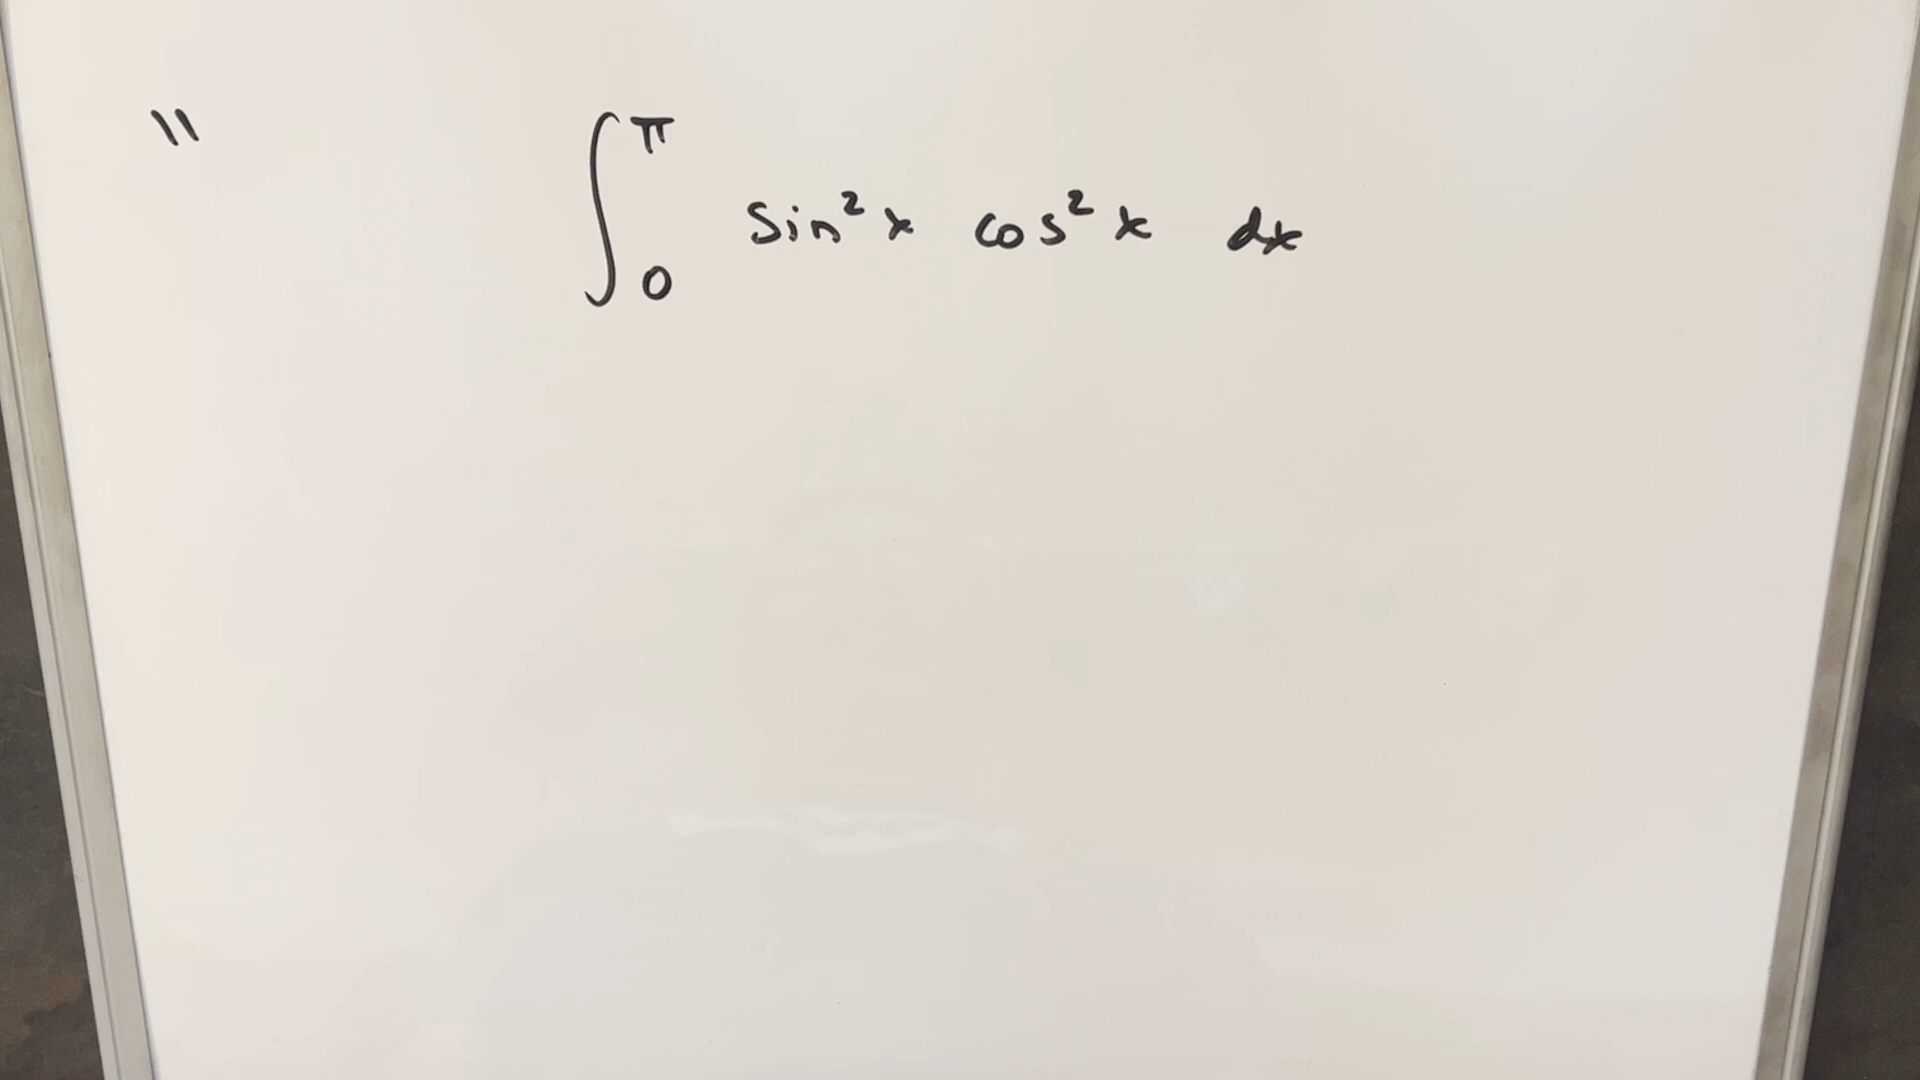 11 ∫₀^π sin²x cos²x dx